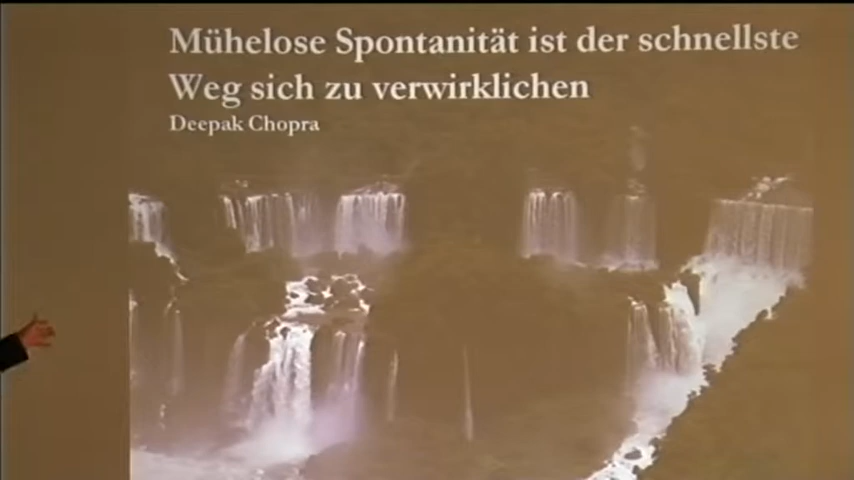 Mühelose Spontanität ist der schnellste
Weg sich zu verwirklichen
Deepak Chopra